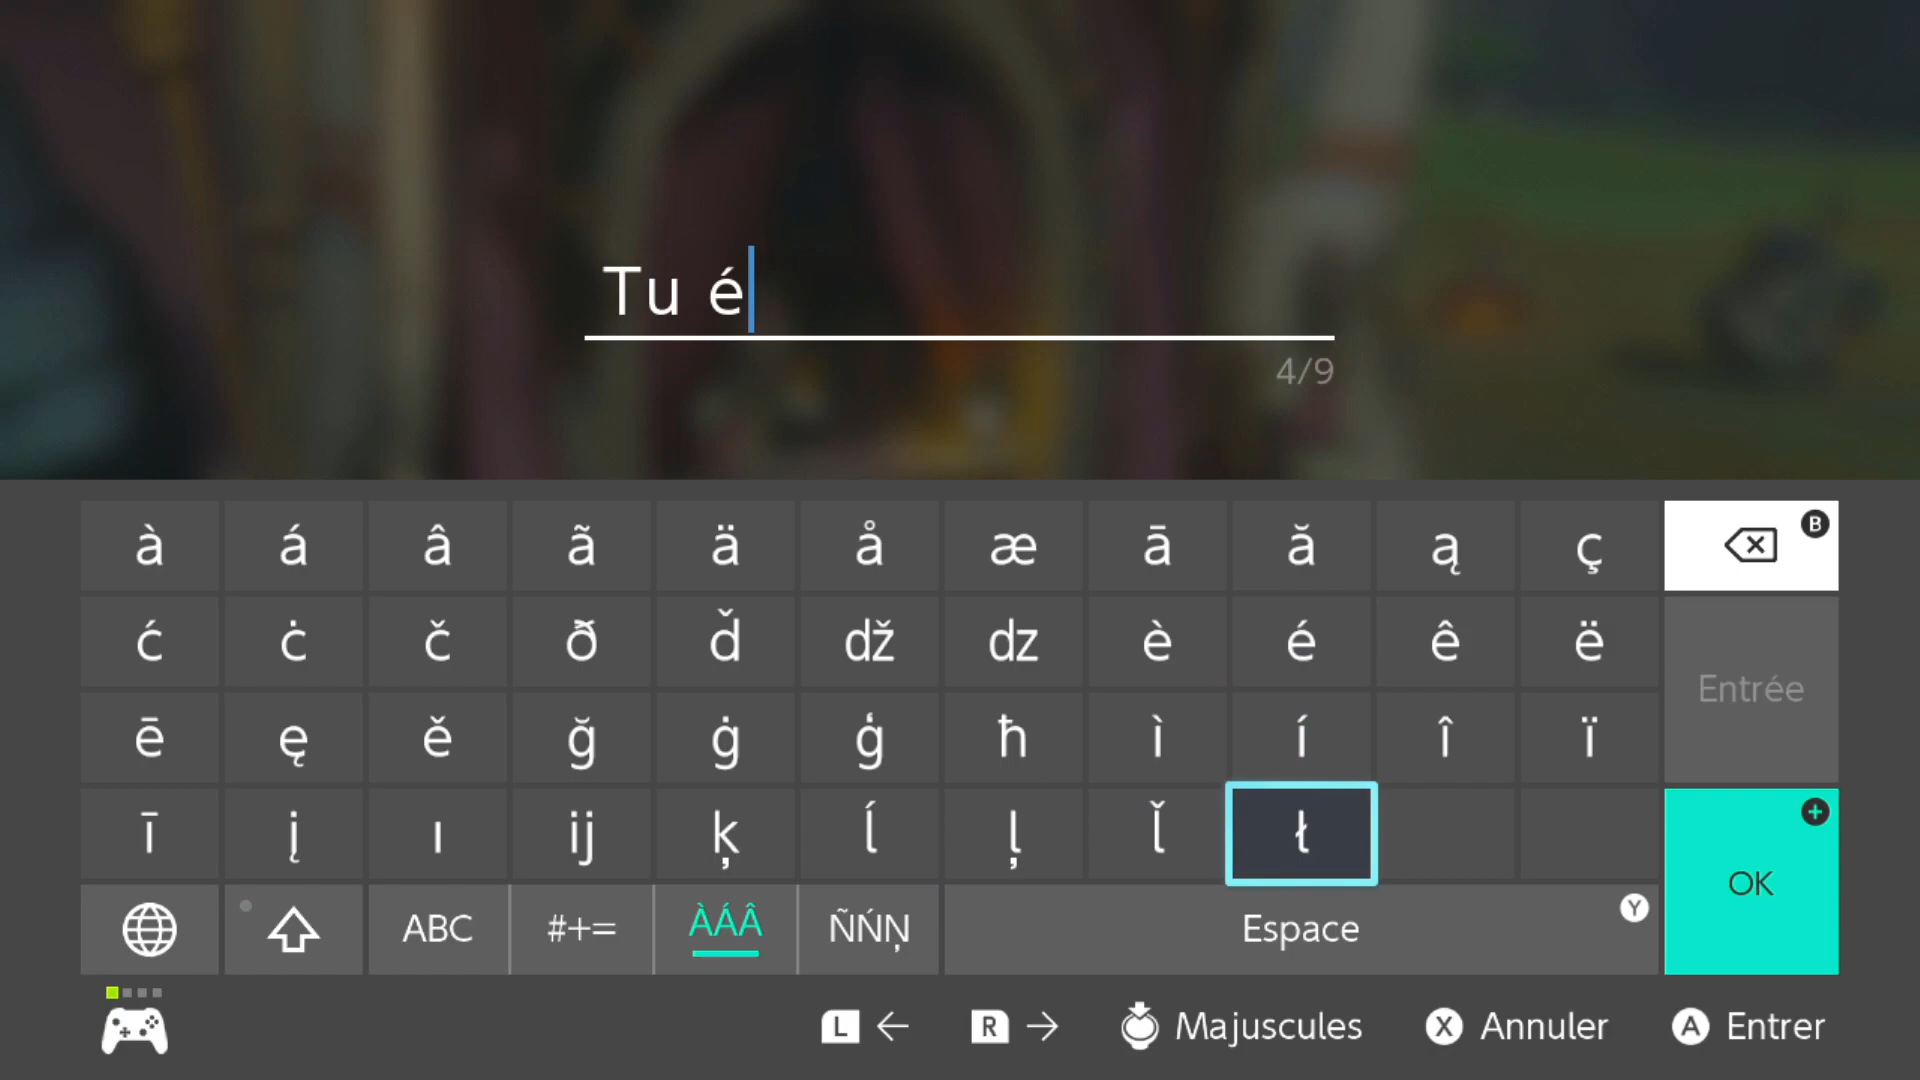 Tu é
4/9
à á â ã ä å æ ā ă ą ç B
ć ċ č ð ď dž dz è é ê ë Entrée
ē ę ě ğ ġ ģ ħ ì í î ï
ī į ı ij ķ ĺ ļ ľ ł + OK
ABC #+= ÀÁÂ ÑŃŅ Espace Y
L ← R → Majuscules X Annuler A Entrer